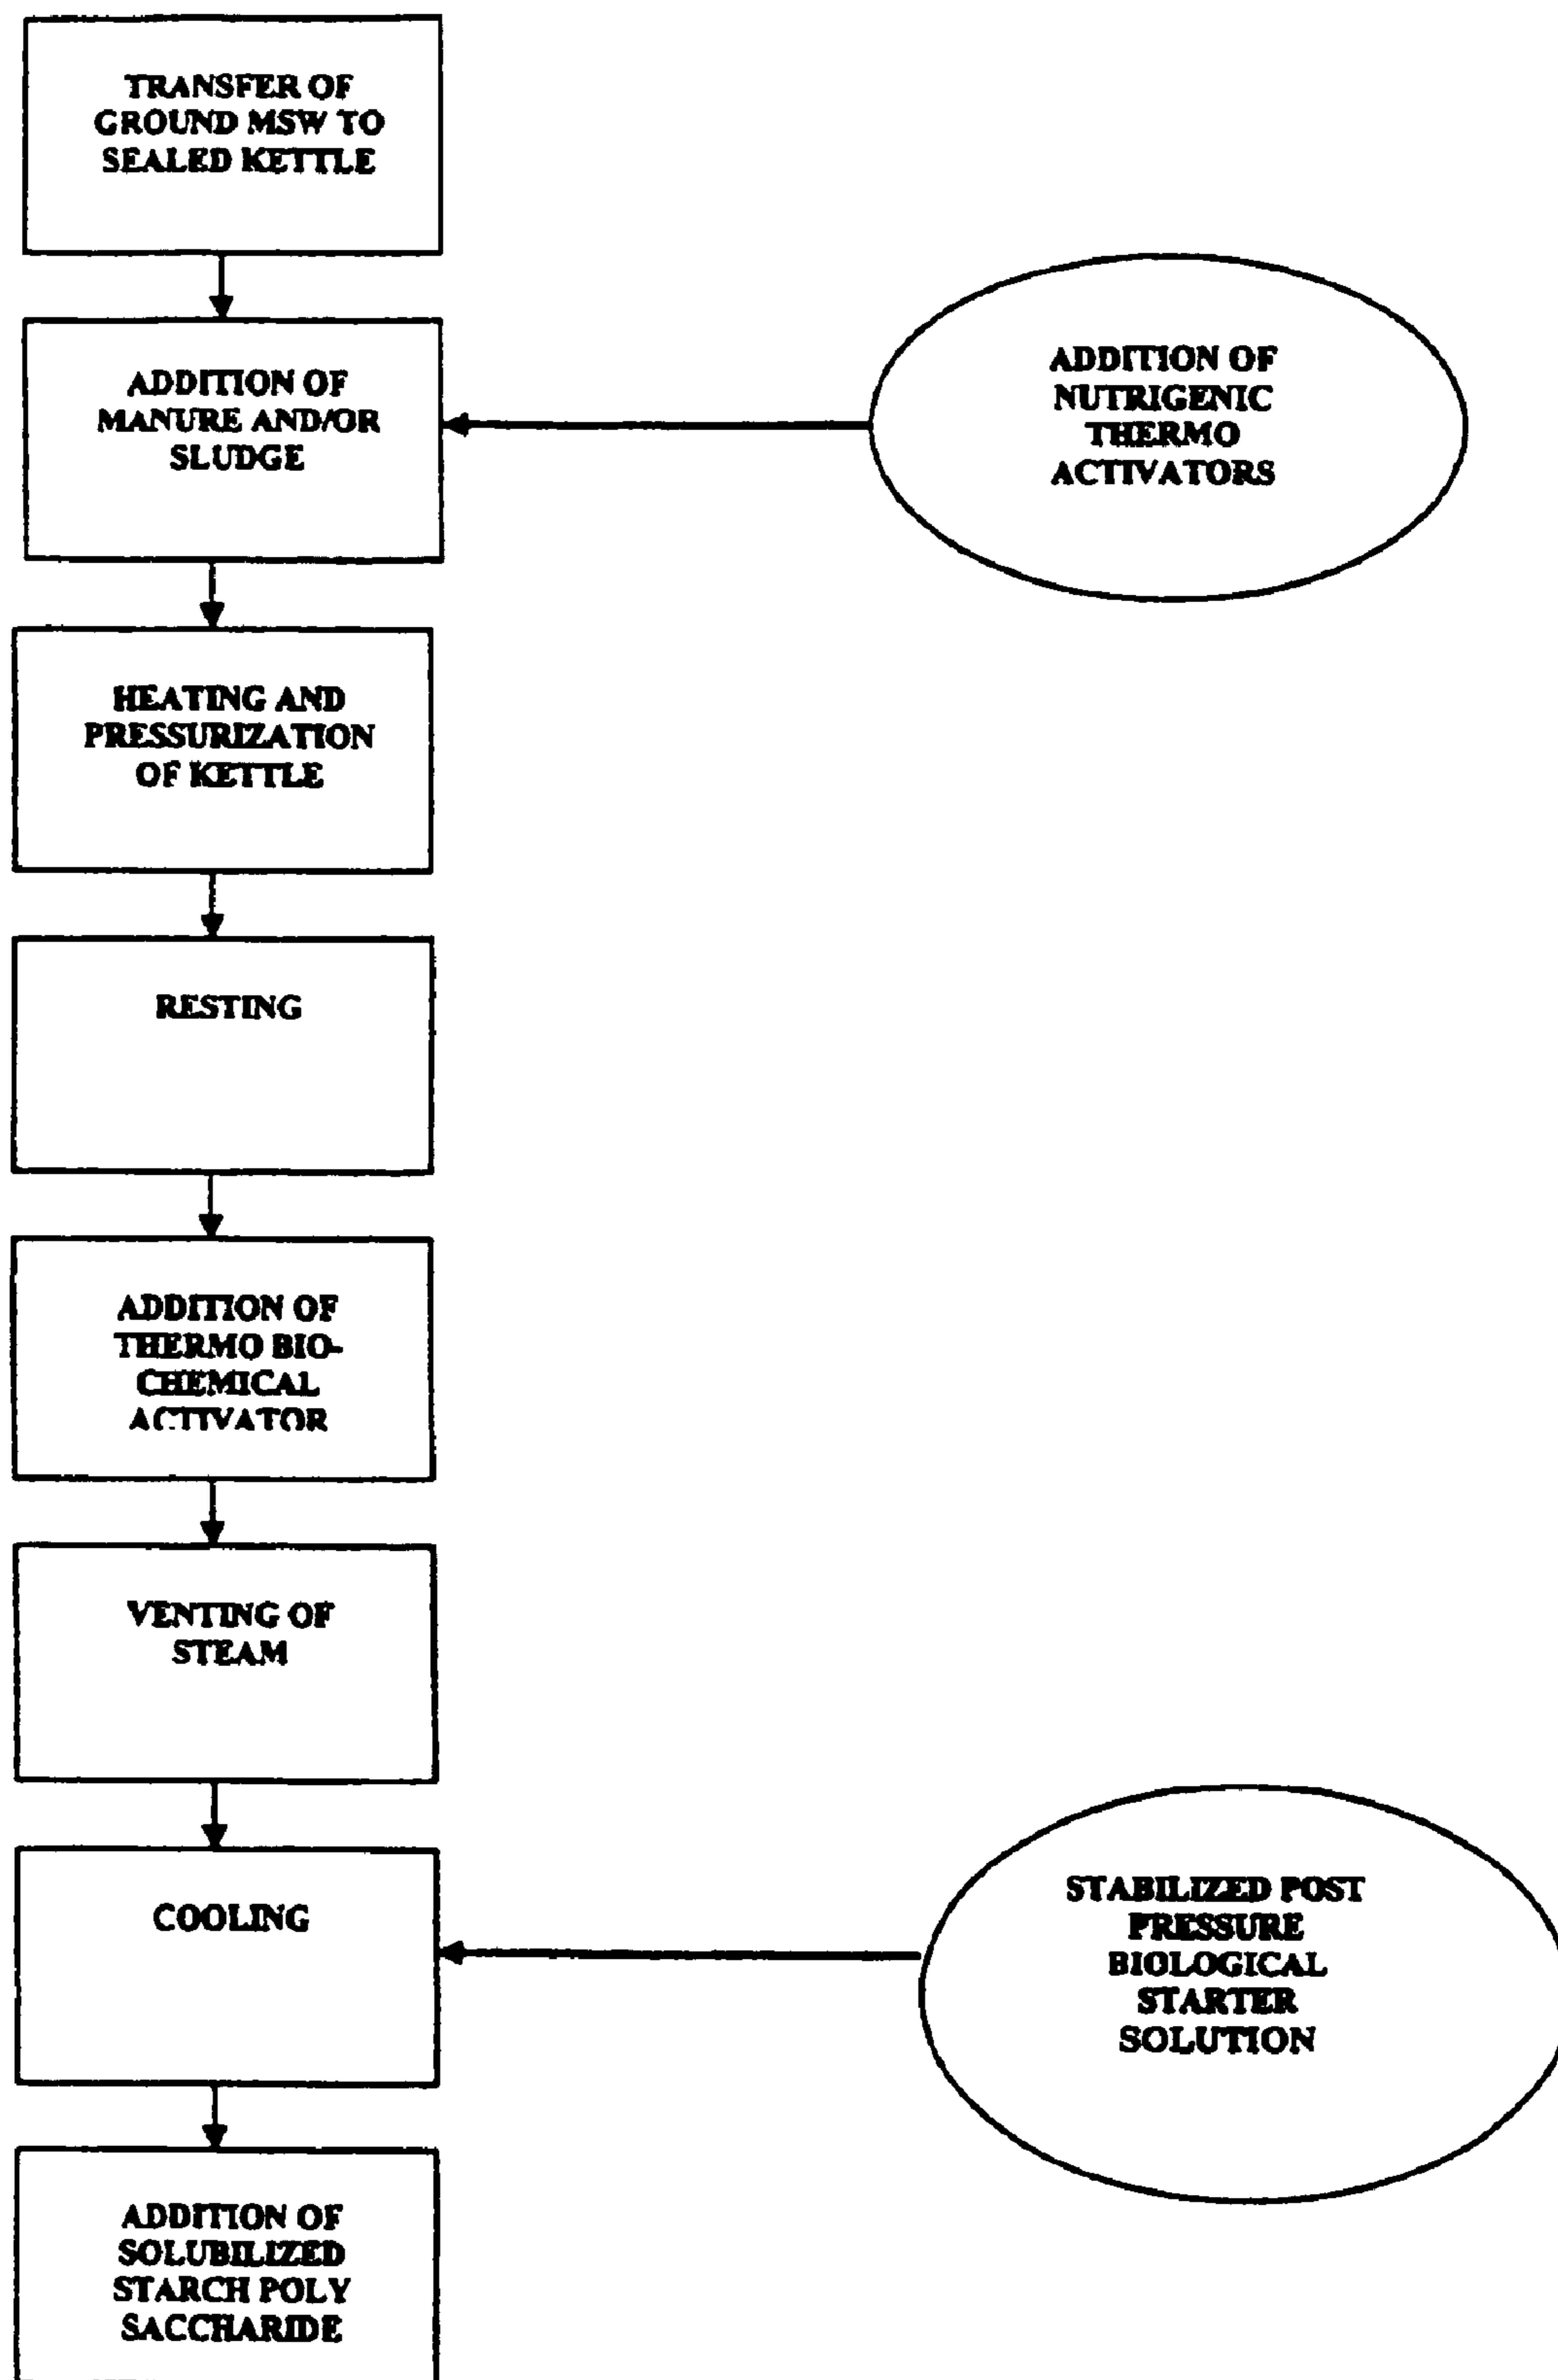 TRANSFER OF
GROUND MSW TO
SEALED KETTLE
ADDITION OF
MANURE AND/OR
SLUDGE
ADDITION OF
NUTRIGENIC
THERMO
ACTIVATORS
HEATING AND
PRESSURIZATION
OF KETTLE
RESTING
ADDITION OF
THERMO BIO-
CHEMICAL
ACTIVATOR
VENTING OF
STEAM
COOLING
STABILIZED POST
PRESSURE
BIOLOGICAL
STARTER
SOLUTION
ADDITION OF
SOLUBILIZED
STARCH POLY
SACCHARIDE